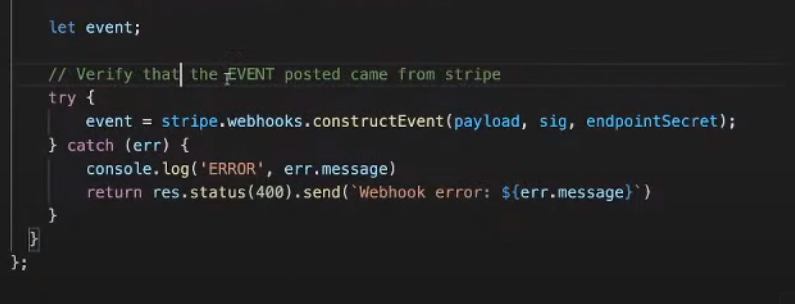 let event;
// Verify that the EVENT posted came from stripe
try {
event = stripe.webhooks.constructEvent(payload, sig, endpointSecret);
} catch (err) {
console.log('ERROR', err.message)
return res.status(400).send(`Webhook error: ${err.message}`)
}
}
};